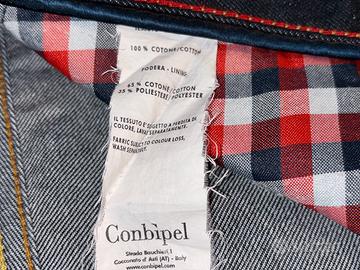 100 % COTONE/COTTON
FODERA - LINING
65 % COTONE/COTTON
35 % POLIESTERE/POLYESTER
IL TESSUTO È SOGGETTO A PERDITA DI
COLORE, LAVARE SEPARATAMENTE.
FABRIC SUBJECT TO COLOUR LOSS,
WASH SEPARATELY.
Conbipel
Strada Bauchieri, 1
Cocconato d' Asti (AT) - Italy
www.conbipel.com